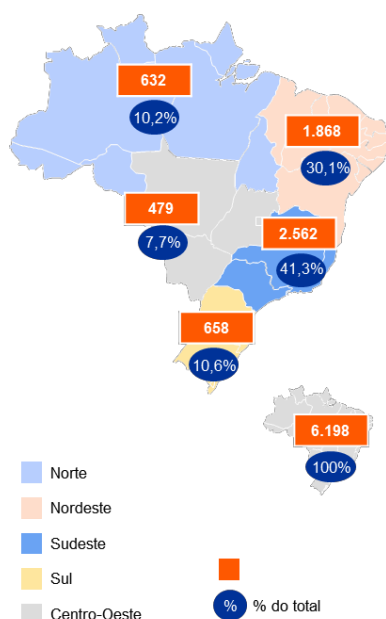 632
10,2%
1.868
30,1%
479
7,7%
2.562
41,3%
658
10,6%
6.198
100%
Norte
Nordeste
Sudeste
Sul
Centro-Oeste
% % do total